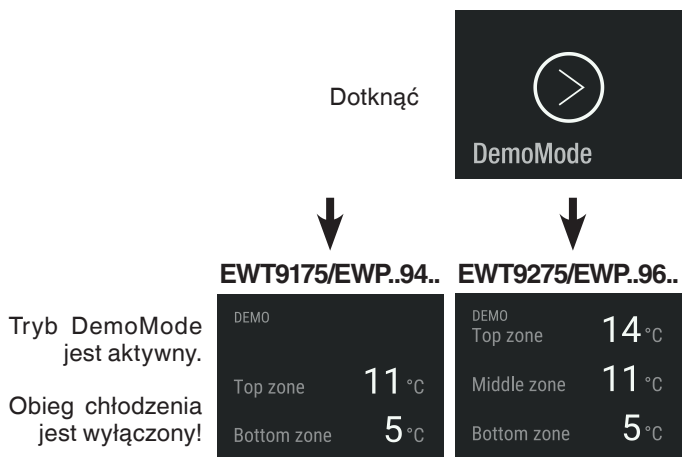 Dotknąć
DemoMode
EWT9175/EWP..94..
EWT9275/EWP..96..
Tryb DemoMode
jest aktywny.
Obieg chłodzenia
jest wyłączony!
DEMO
Top zone 11 °C
Bottom zone 5 °C
DEMO
Top zone 14 °C
Middle zone 11 °C
Bottom zone 5 °C